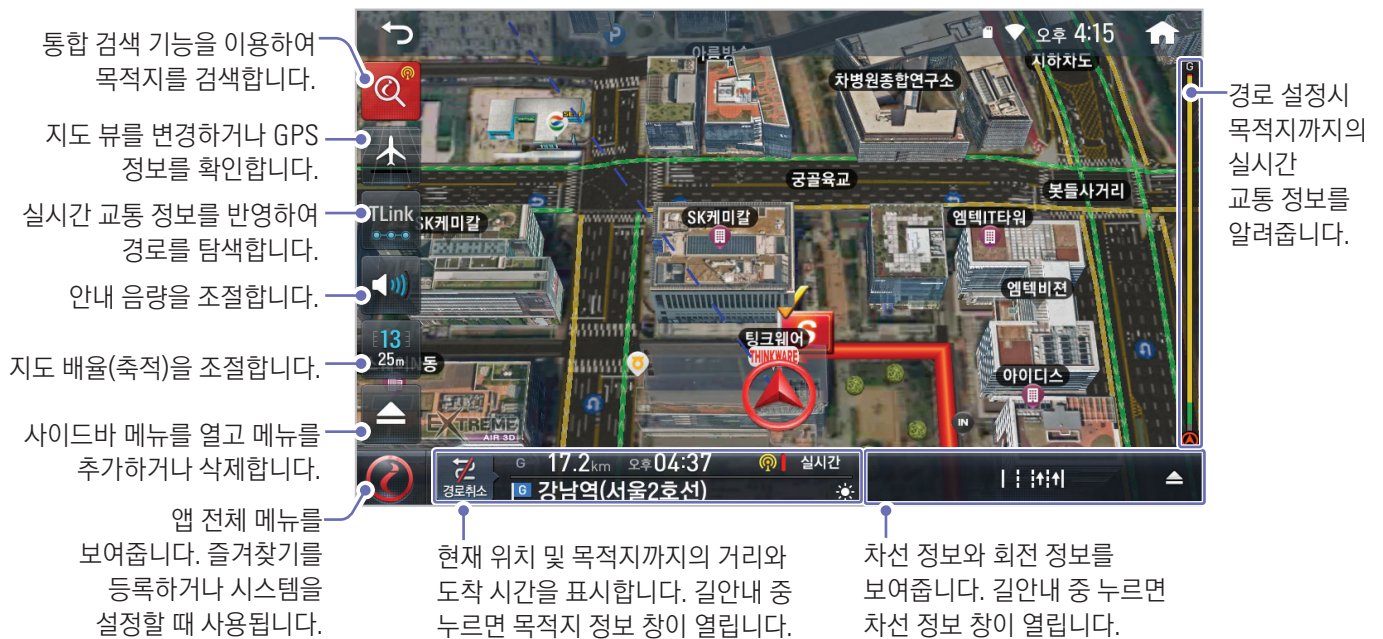 통합 검색 기능을 이용하여
목적지를 검색합니다.
지도 뷰를 변경하거나 GPS
정보를 확인합니다.
실시간 교통 정보를 반영하여
경로를 탐색합니다.
안내 음량을 조절합니다.
지도 배율(축적)을 조절합니다.
사이드바 메뉴를 열고 메뉴를
추가하거나 삭제합니다.
앱 전체 메뉴를
보여줍니다. 즐겨찾기를
등록하거나 시스템을
설정할 때 사용됩니다.
오후 4:15
아름방송
지하차도
차병원종합연구소
G
P
궁골육교
봇들사거리
TLink
SK케미칼
SK케미칼
엠텍IT타워
엠텍비젼
13
25m
동
팅크웨어
S
THINKWARE
아이디스
IN
EXTREME
AIR 3D
경로취소
G 17.2km 오후 04:37 실시간
G 강남역(서울2호선)
경로 설정시
목적지까지의
실시간
교통 정보를
알려줍니다.
현재 위치 및 목적지까지의 거리와
도착 시간을 표시합니다. 길안내 중
누르면 목적지 정보 창이 열립니다.
차선 정보와 회전 정보를
보여줍니다. 길안내 중 누르면
차선 정보 창이 열립니다.